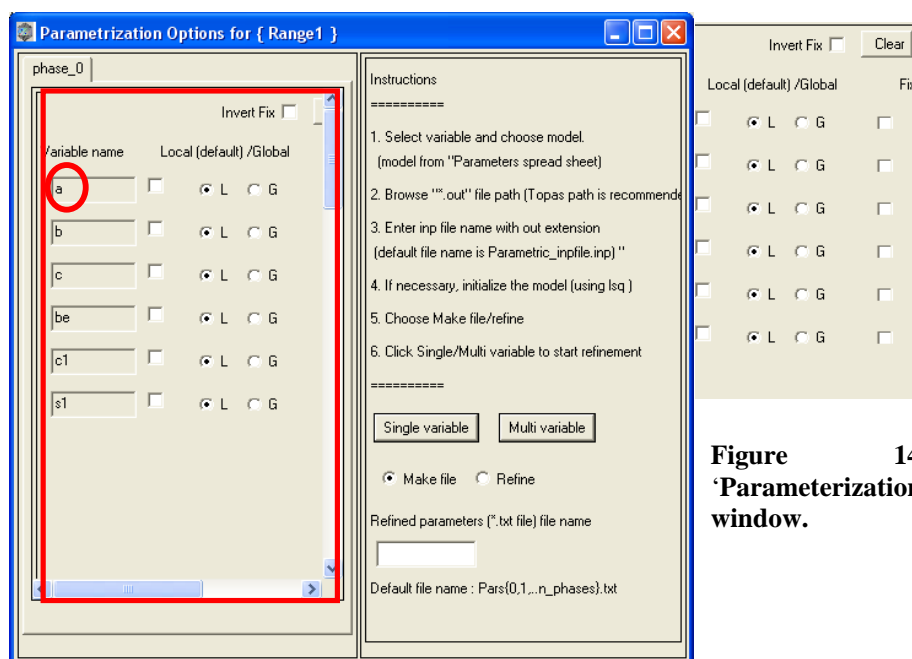 Parametrization Options for { Range1 }
phase_0
Invert Fix
Variable name Local (default) /Global
a L G
b L G
c L G
be L G
c1 L G
s1 L G
Instructions
==========
1. Select variable and choose model.
(model from "Parameters spread sheet)
2. Browse ""*.out" file path (Topas path is recommende
3. Enter inp file name with out extension
(default file name is Parametric_inpfile.inp) "
4. If necessary, initialize the model (using lsq )
5. Choose Make file/refine
6. Click Single/Multi variable to start refinement
==========
Single variable Multi variable
Make file Refine
Refined parameters (*.txt file) file name
Default file name : Pars{0,1,..n_phases}.txt
Invert Fix Clear
Local (default) /Global Fix
L G
L G
L G
L G
L G
L G
Figure 14
‘Parameterization
window.